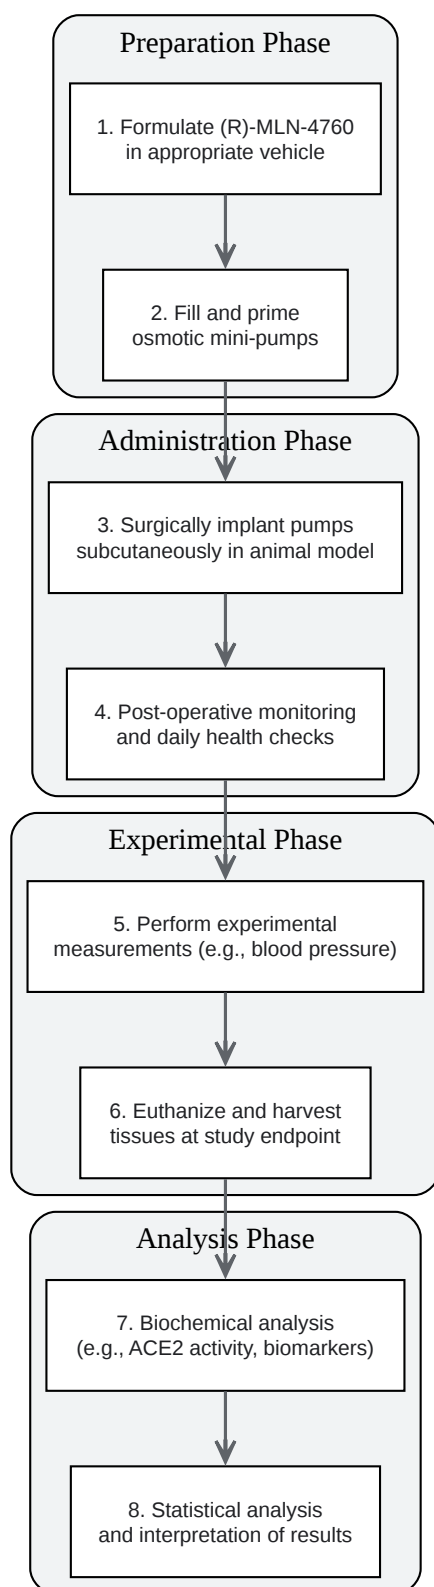 Preparation Phase
1. Formulate (R)-MLN-4760
in appropriate vehicle
2. Fill and prime
osmotic mini-pumps
Administration Phase
3. Surgically implant pumps
subcutaneously in animal model
4. Post-operative monitoring
and daily health checks
Experimental Phase
5. Perform experimental
measurements (e.g., blood pressure)
6. Euthanize and harvest
tissues at study endpoint
Analysis Phase
7. Biochemical analysis
(e.g., ACE2 activity, biomarkers)
8. Statistical analysis
and interpretation of results